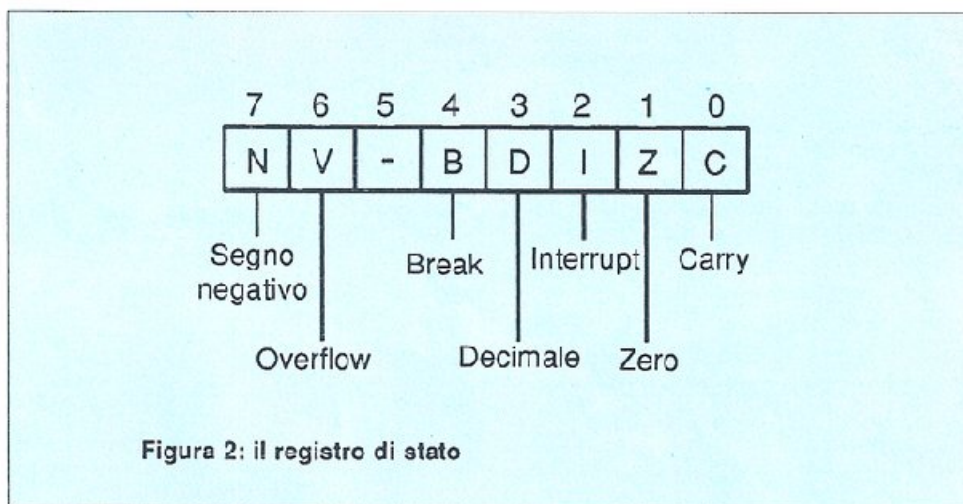 7 6 5 4 3 2 1 0
N V - B D I Z C
Segno negativo
Break
Interrupt
Carry
Overflow
Decimale
Zero
Figura 2: il registro di stato